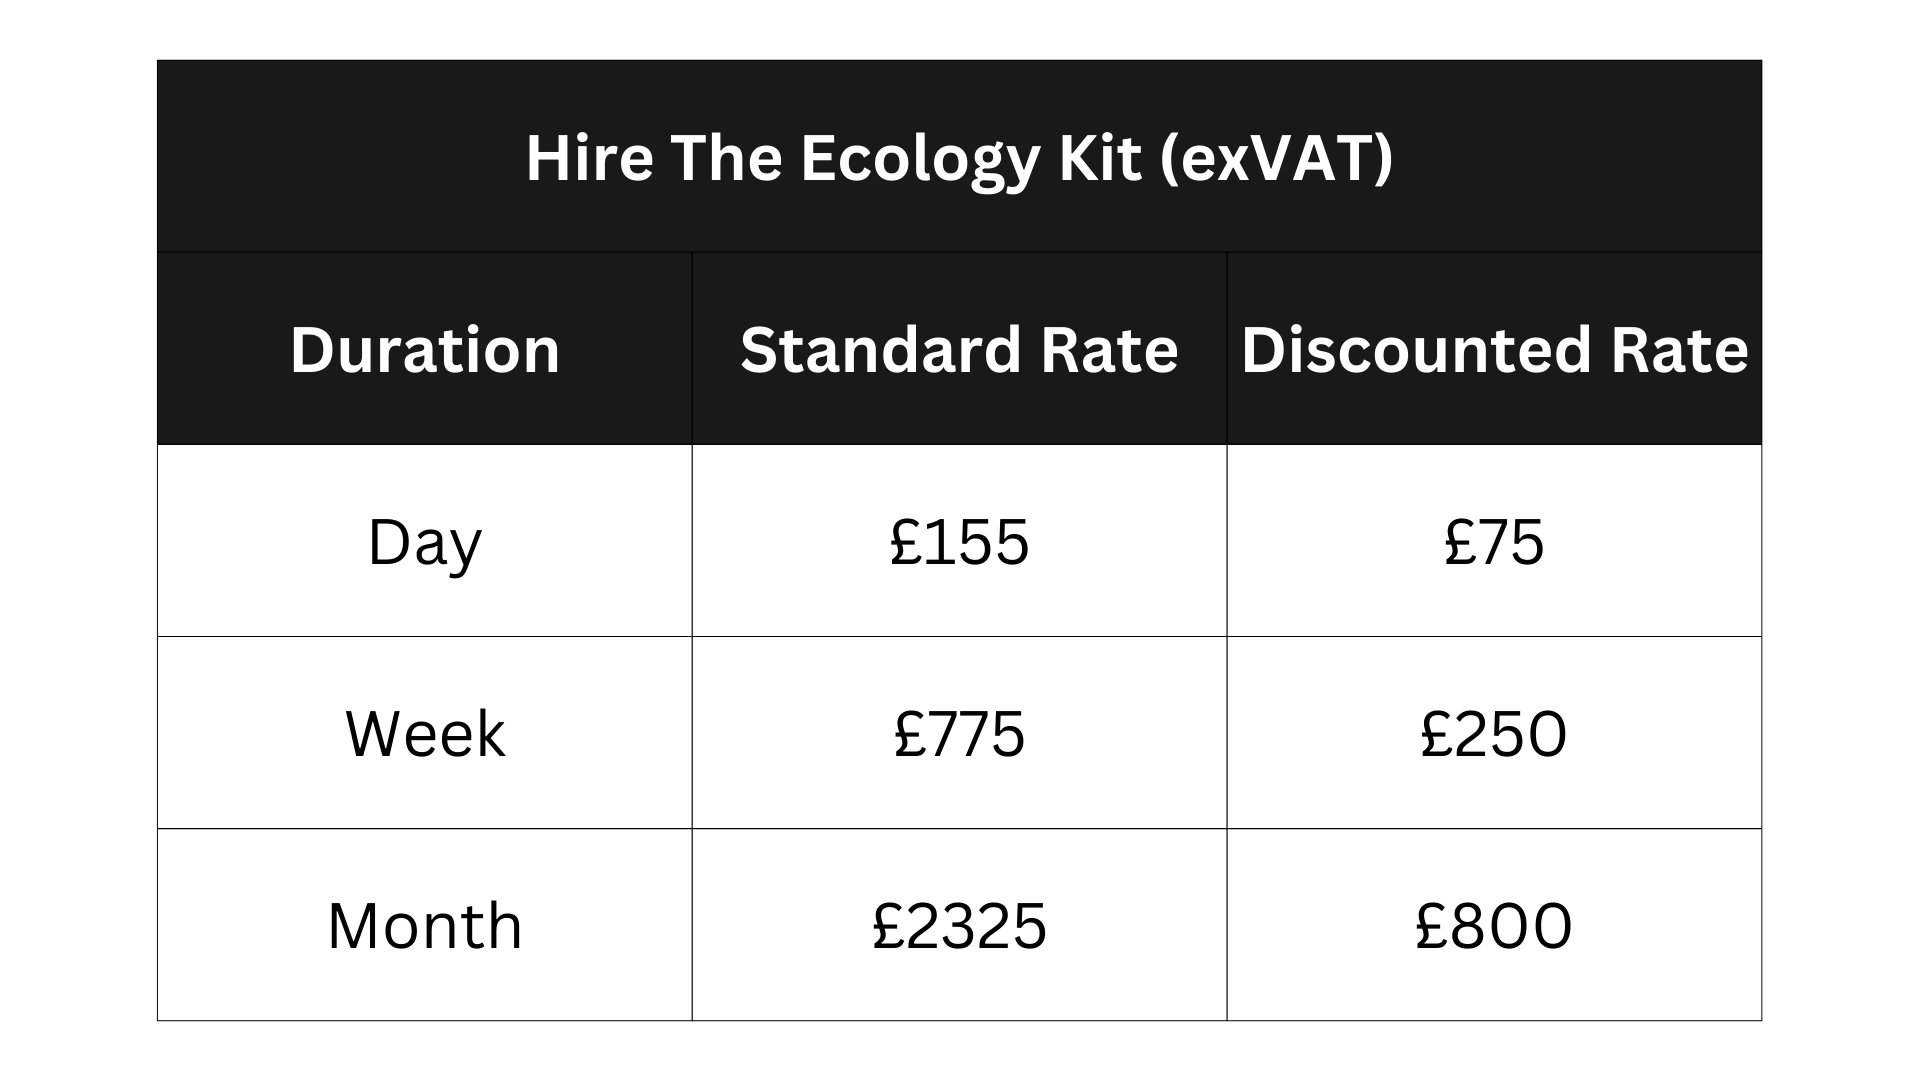 Hire The Ecology Kit (exVAT)
Duration Standard Rate Discounted Rate
Day £155 £75
Week £775 £250
Month £2325 £800